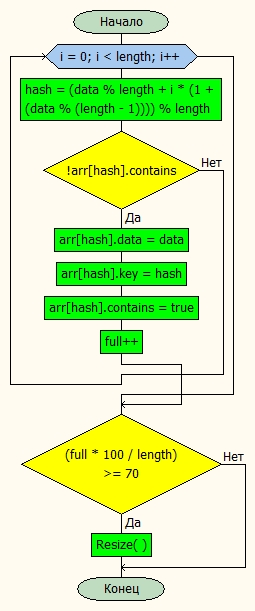 Начало
i = 0; i < length; i++
hash = (data % length + i * (1 +
(data % (length - 1)))) % length
!arr[hash].contains
Нет
Да
arr[hash].data = data
arr[hash].key = hash
arr[hash].contains = true
full++
(full * 100 / length)
>= 70
Нет
Да
Resize( )
Конец